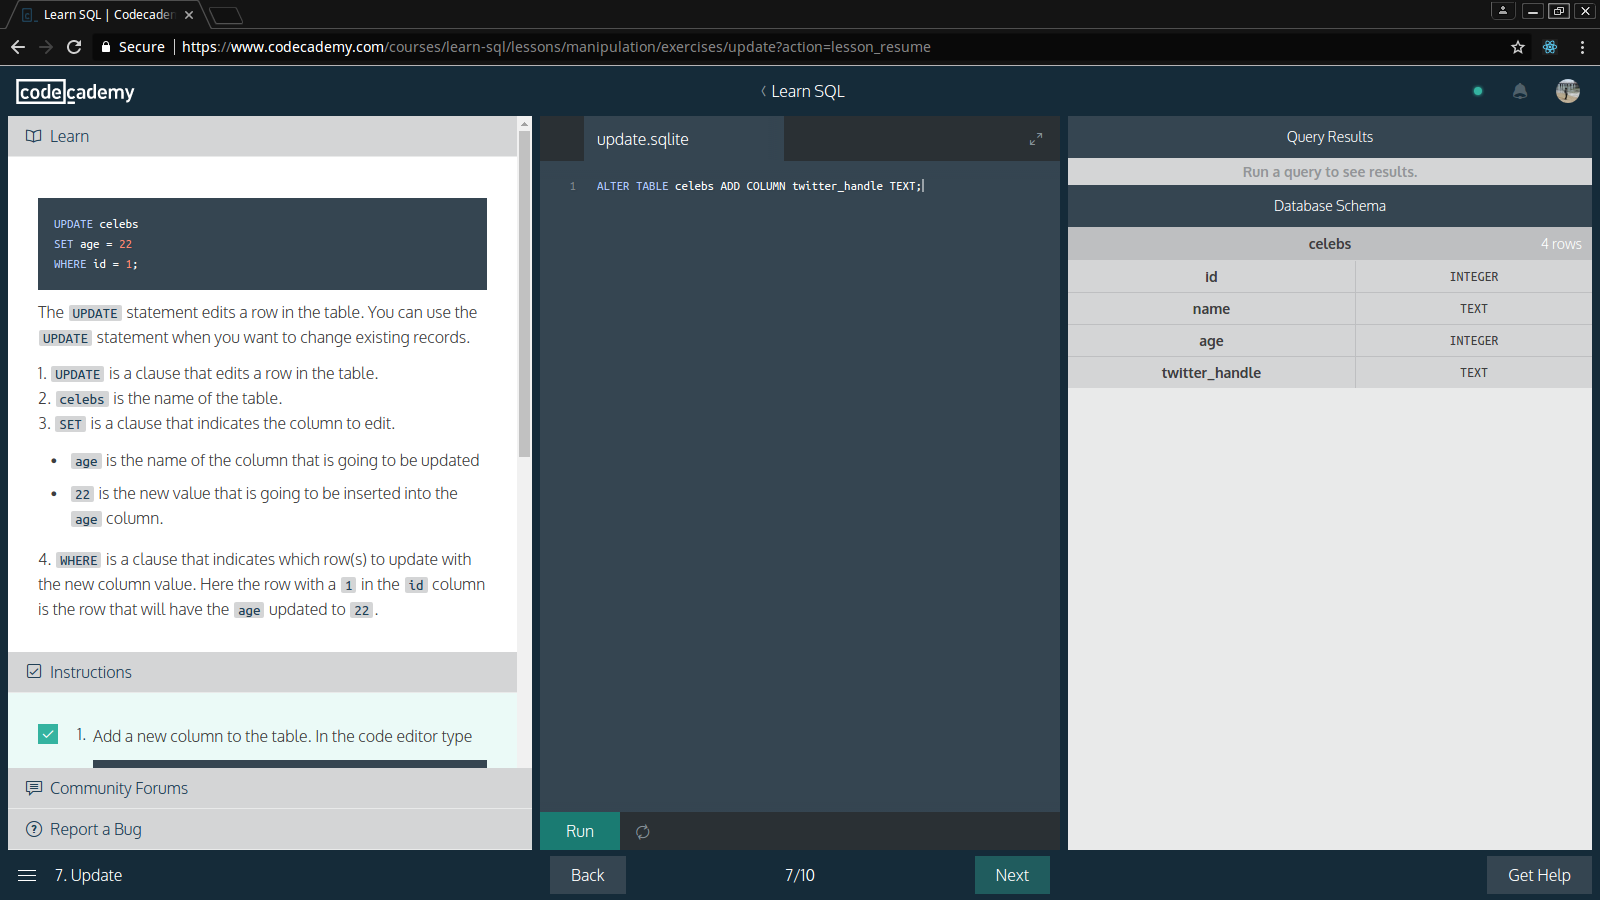 Learn SQL | Codecader
Secure | https://www.codecademy.com/courses/learn-sql/lessons/manipulation/exercises/update?action=lesson_resume
codecademy
Learn SQL
Learn
UPDATE celebs
SET age = 22
WHERE id = 1;
The UPDATE statement edits a row in the table. You can use the
UPDATE statement when you want to change existing records.
1. UPDATE is a clause that edits a row in the table.
2. celebs is the name of the table.
3. SET is a clause that indicates the column to edit.
• age is the name of the column that is going to be updated
• 22 is the new value that is going to be inserted into the
age column.
4. WHERE is a clause that indicates which row(s) to update with
the new column value. Here the row with a 1 in the id column
is the row that will have the age updated to 22.
Instructions
1. Add a new column to the table. In the code editor type
Community Forums
Report a Bug
update.sqlite
1 ALTER TABLE celebs ADD COLUMN twitter_handle TEXT;
Run
Query Results
Run a query to see results.
Database Schema
celebs 4 rows
id INTEGER
name TEXT
age INTEGER
twitter_handle TEXT
7. Update
Back
7/10
Next
Get Help